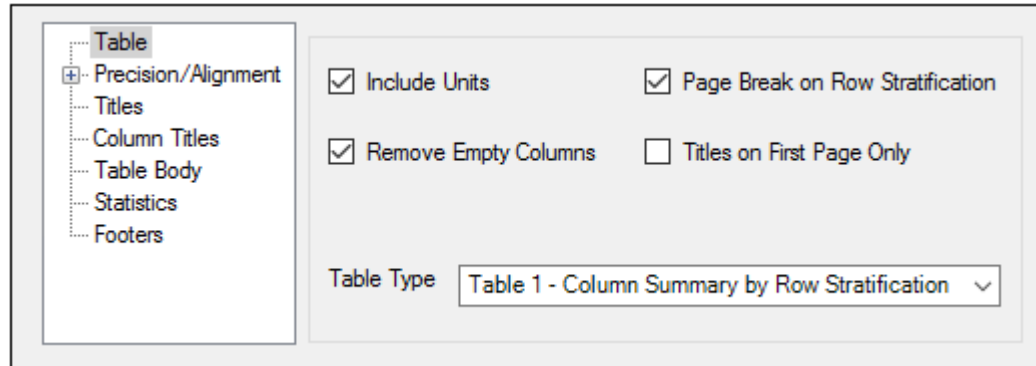 Table
Precision/Alignment
Titles
Column Titles
Table Body
Statistics
Footers
Include Units
Page Break on Row Stratification
Remove Empty Columns
Titles on First Page Only
Table Type
Table 1 - Column Summary by Row Stratification